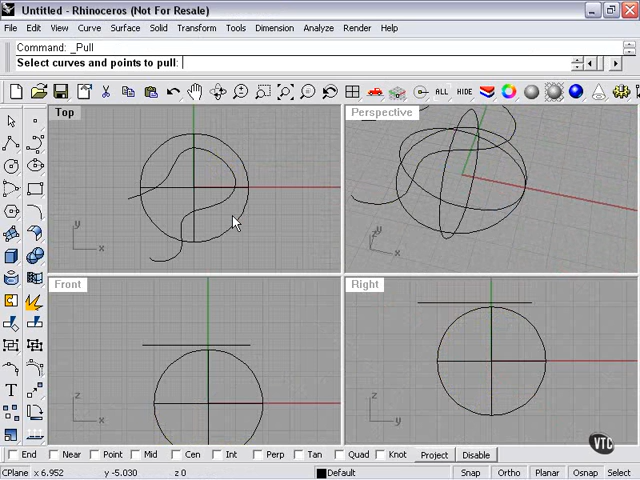 Untitled - Rhinoceros (Not For Resale)
File Edit View Curve Surface Solid Transform Tools Dimension Analyze Render Help
Command: _Pull
Select curves and points to pull:
ALL HIDE
Top
Perspective
y
x
z
y
x
Front
Right
z
x
z
y
T
VTC
End Near Point Mid Cen Int Perp Tan Quad Knot Project Disable
CPlane x 6.952 y -5.030 z 0 Default Snap Ortho Planar Osnap Select